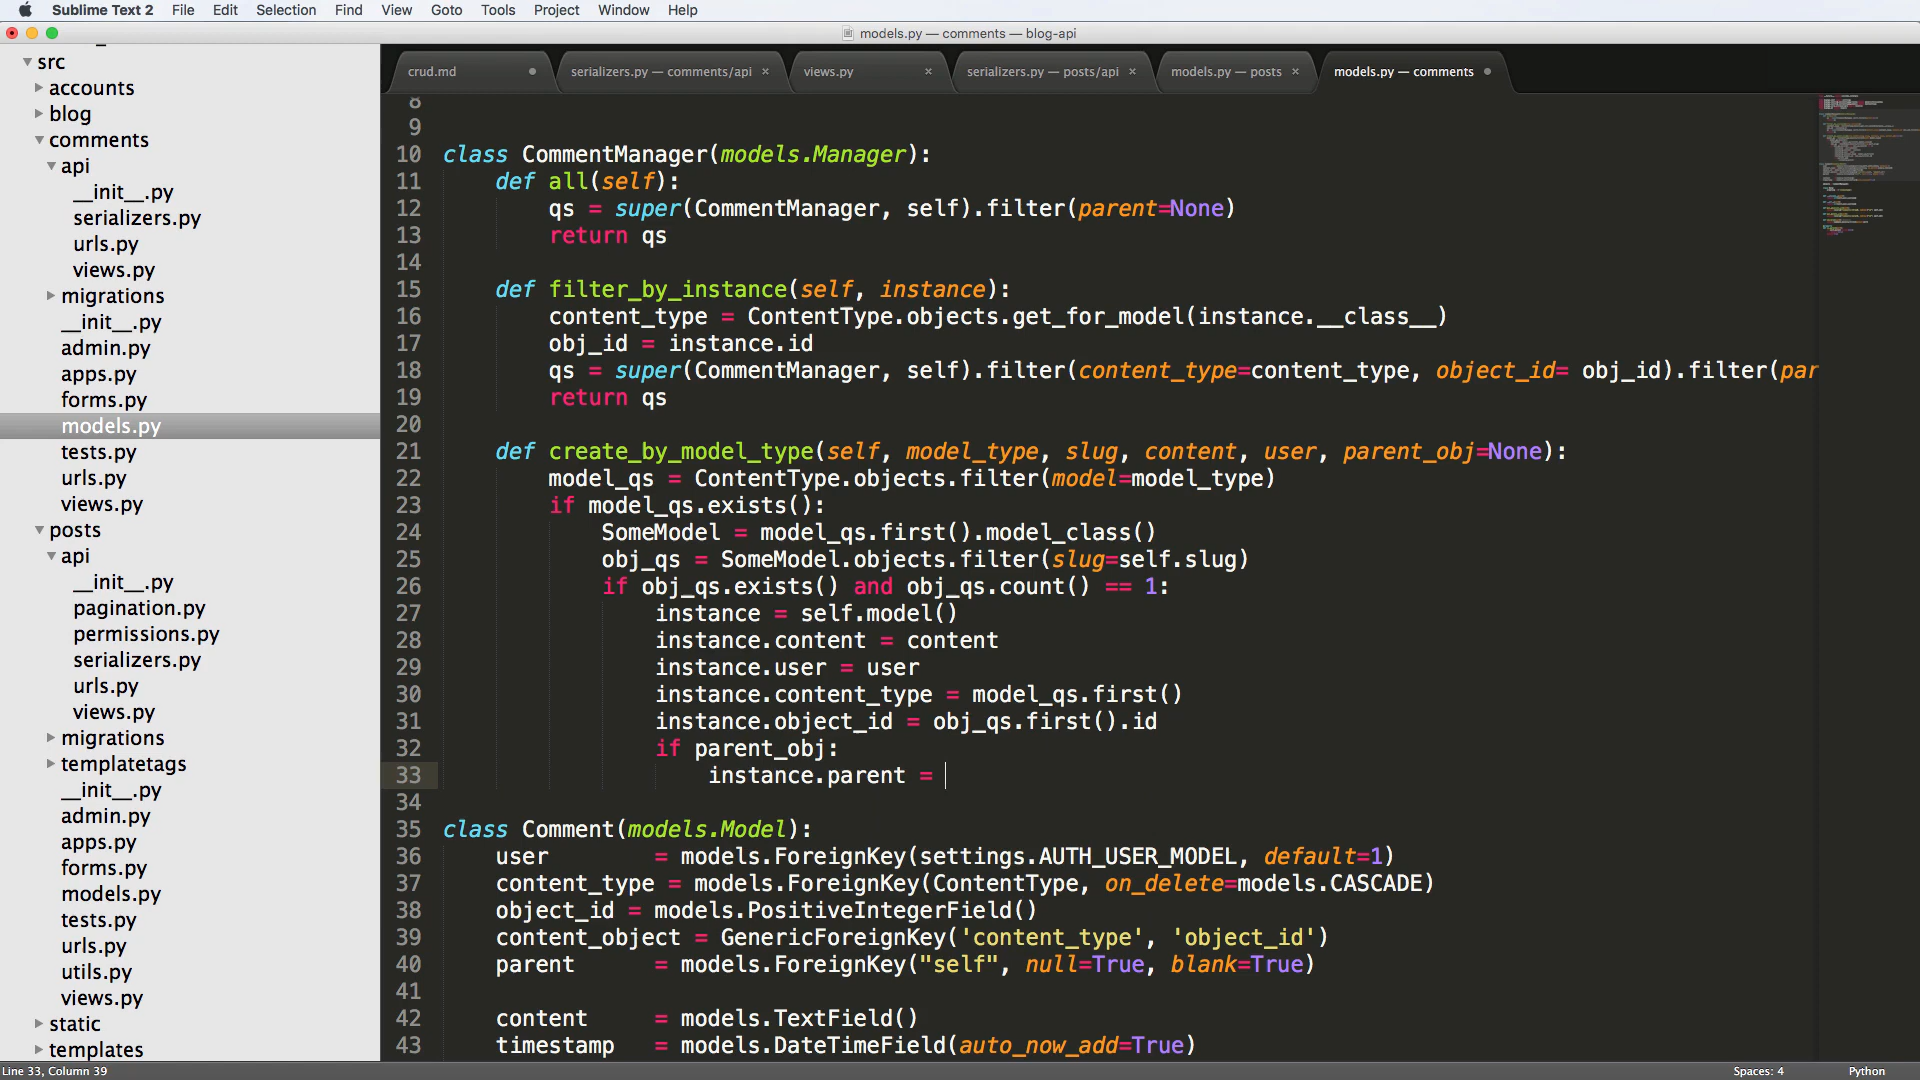 Sublime Text 2 File Edit Selection Find View Goto Tools Project Window Help
models.py — comments — blog-api
src
accounts
blog
comments
api
__init__.py
serializers.py
urls.py
views.py
migrations
__init__.py
admin.py
apps.py
forms.py
models.py
tests.py
urls.py
views.py
posts
api
__init__.py
pagination.py
permissions.py
serializers.py
urls.py
views.py
migrations
templatetags
__init__.py
admin.py
apps.py
forms.py
models.py
tests.py
urls.py
utils.py
views.py
static
templates
crud.md serializers.py — comments/api × views.py × serializers.py — posts/api × models.py — posts × models.py — comments
8
9
10 class CommentManager(models.Manager):
11     def all(self):
12         qs = super(CommentManager, self).filter(parent=None)
13         return qs
14
15     def filter_by_instance(self, instance):
16         content_type = ContentType.objects.get_for_model(instance.__class__)
17         obj_id = instance.id
18         qs = super(CommentManager, self).filter(content_type=content_type, object_id= obj_id).filter(par
19         return qs
20
21     def create_by_model_type(self, model_type, slug, content, user, parent_obj=None):
22         model_qs = ContentType.objects.filter(model=model_type)
23         if model_qs.exists():
24             SomeModel = model_qs.first().model_class()
25             obj_qs = SomeModel.objects.filter(slug=self.slug)
26             if obj_qs.exists() and obj_qs.count() == 1:
27                 instance = self.model()
28                 instance.content = content
29                 instance.user = user
30                 instance.content_type = model_qs.first()
31                 instance.object_id = obj_qs.first().id
32                 if parent_obj:
33                     instance.parent =
34
35 class Comment(models.Model):
36     user        = models.ForeignKey(settings.AUTH_USER_MODEL, default=1)
37     content_type = models.ForeignKey(ContentType, on_delete=models.CASCADE)
38     object_id = models.PositiveIntegerField()
39     content_object = GenericForeignKey('content_type', 'object_id')
40     parent      = models.ForeignKey("self", null=True, blank=True)
41
42     content     = models.TextField()
43     timestamp   = models.DateTimeField(auto_now_add=True)
Line 33, Column 39 Spaces: 4 Python